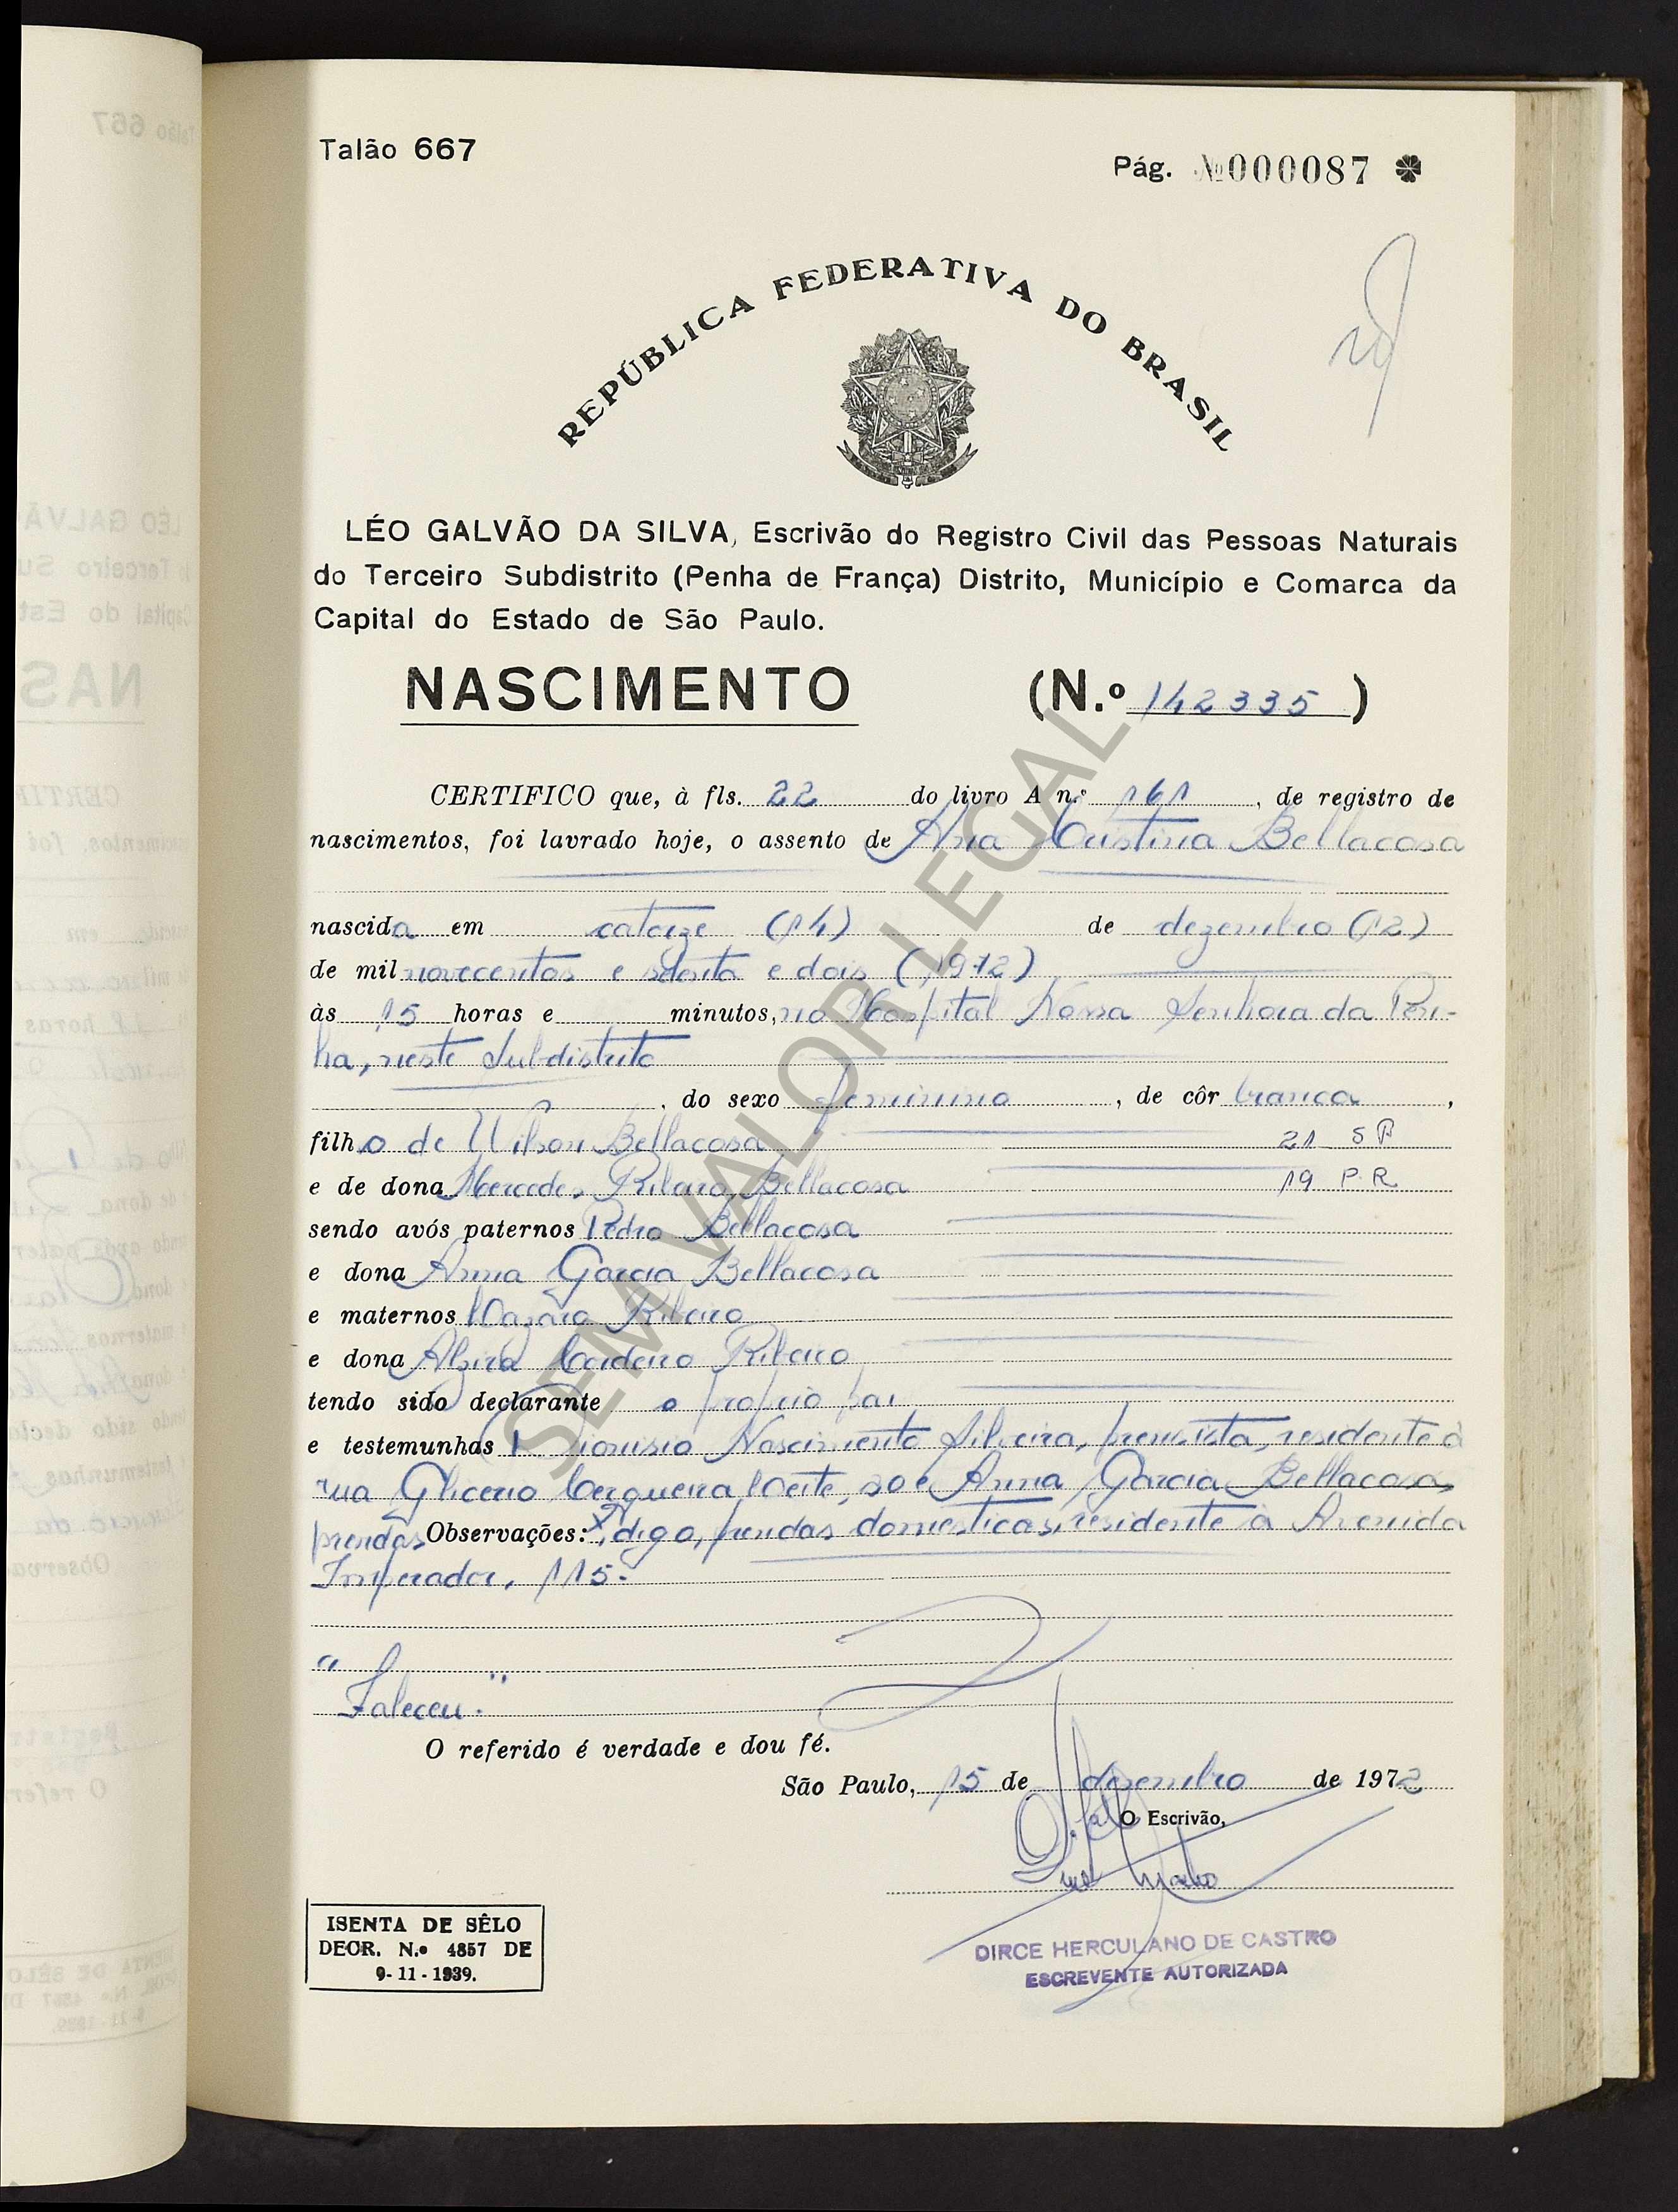 Talão 667
Pág. Nº 000087
REPÚBLICA FEDERATIVA DO BRASIL
LÉO GALVÃO DA SILVA, Escrivão do Registro Civil das Pessoas Naturais
do Terceiro Subdistrito (Penha de França) Distrito, Município e Comarca da
Capital do Estado de São Paulo.
NASCIMENTO (N.º 142335)
CERTIFICO que, à fls. 22 do livro A n.º 161, de registro de
nascimentos, foi lavrado hoje, o assento de Ana Cristina Bellacosa
nascida em catorze (14) de dezembro (12)
de mil novecentos e setenta e dois (1972)
às 15 horas e minutos, no Hospital Nossa Senhora da Pen-
ha, neste Subdistrito
, do sexo feminino, de côr branca,
filho de Wilson Bellacosa 21 SP
e de dona Mercedes Ribeiro Bellacosa 19 P.R
sendo avós paternos Pedro Bellacosa
e dona Anna Garcia Bellacosa
e maternos Ribeiro
e dona Alzira Cordeiro Ribeiro
tendo sido declarante o proprio pai
e testemunhas Dionisio Nascimento Silveira, residente à
rua Glicerio Cerqueira Leite, 20 e Anna Garcia Bellacosa,
prendas Observações: , digo, prendas domesticas, residente à Avenida
Imperador, 115.
"Faleceu."
O referido é verdade e dou fé.
São Paulo, 15 de dezembro de 1972
O Escrivão,
ISENTA DE SÊLO
DECR. N.º 4857 DE
9-11-1939.
DIRCE HERCULANO DE CASTRO
ESCREVENTE AUTORIZADA
SEM VALOR LEGAL